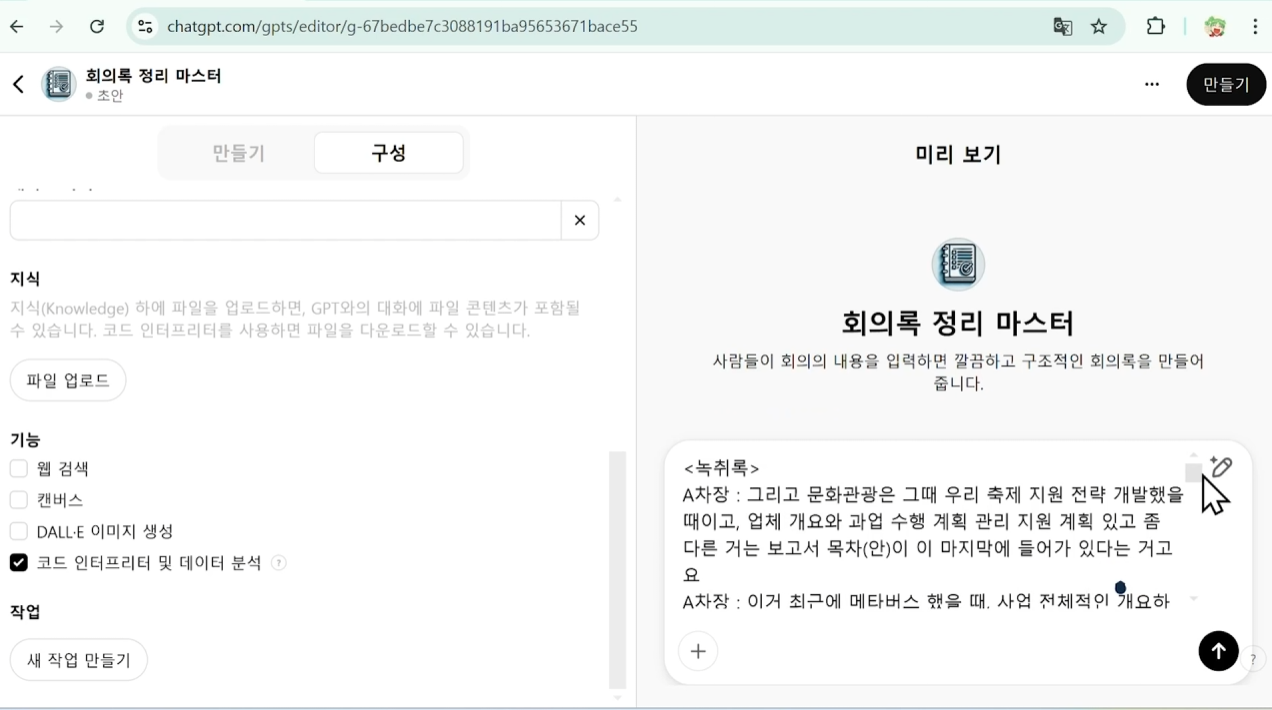 chatgpt.com/gpts/editor/g-67bedbe7c3088191ba95653671bace55
회의록 정리 마스터
초안
...
만들기
만들기
구성
미리 보기
지식
지식(Knowledge) 하에 파일을 업로드하면, GPT와의 대화에 파일 콘텐츠가 포함될
수 있습니다. 코드 인터프리터를 사용하면 파일을 다운로드할 수 있습니다.
파일 업로드
기능
웹 검색
캔버스
DALL·E 이미지 생성
코드 인터프리터 및 데이터 분석
?
작업
새 작업 만들기
회의록 정리 마스터
사람들이 회의의 내용을 입력하면 깔끔하고 구조적인 회의록을 만들어
줍니다.
<녹취록>
A차장 : 그리고 문화관광은 그때 우리 축제 지원 전략 개발했을
때이고, 업체 개요와 과업 수행 계획 관리 지원 계획 있고 좀
다른 거는 보고서 목차(안)이 이 마지막에 들어가 있다는 거고
요
A차장 : 이거 최근에 메타버스 했을 때, 사업 전체적인 개요하
?